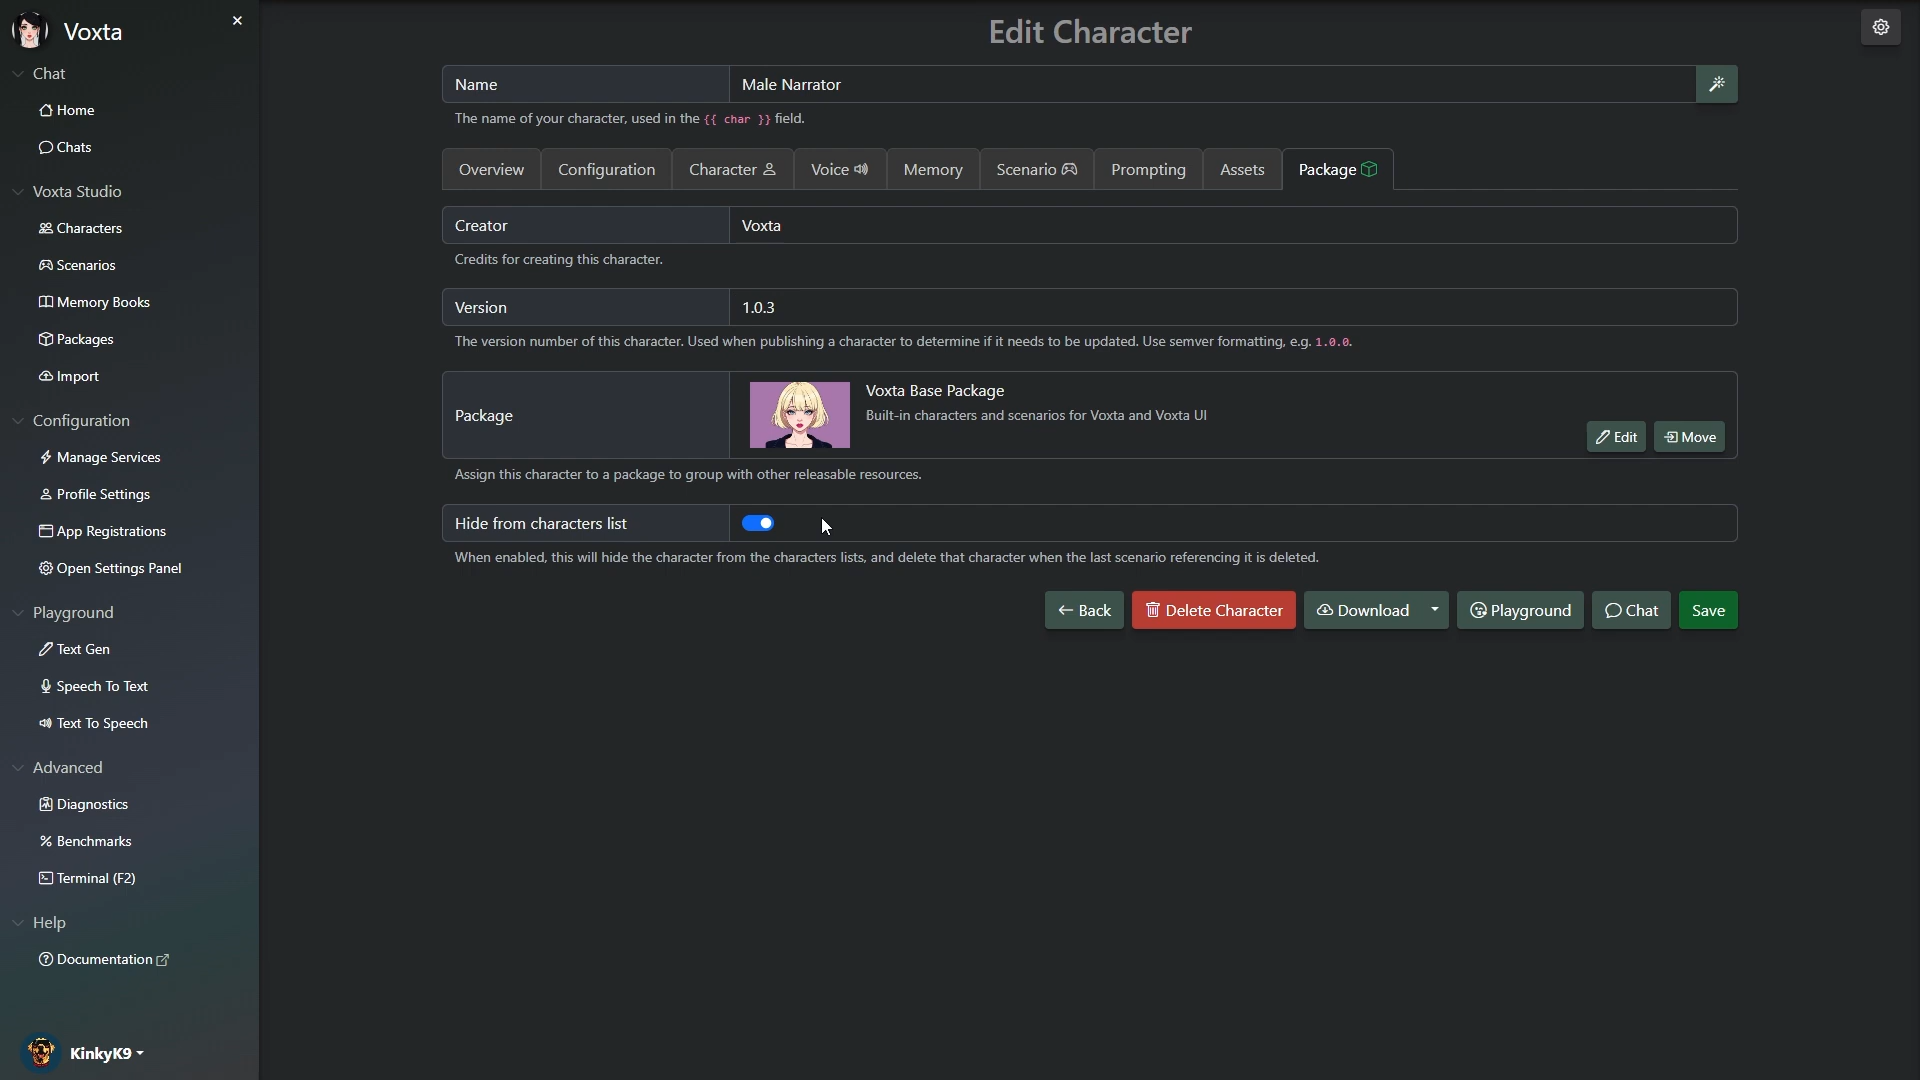 Voxta
Chat
Home
Chats
Voxta Studio
Characters
Scenarios
Memory Books
Packages
Import
Configuration
Manage Services
Profile Settings
App Registrations
Open Settings Panel
Playground
Text Gen
Speech To Text
Text To Speech
Advanced
Diagnostics
Benchmarks
Terminal (F2)
Help
Documentation
KinkyK9
Edit Character
Name Male Narrator
The name of your character, used in the {{ char }} field.
Overview Configuration Character Voice Memory Scenario Prompting Assets Package
Creator Voxta
Credits for creating this character.
Version 1.0.3
The version number of this character. Used when publishing a character to determine if it needs to be updated. Use semver formatting, e.g. 1.0.0.
Package
Voxta Base Package
Built-in characters and scenarios for Voxta and Voxta UI
Edit Move
Assign this character to a package to group with other releasable resources.
Hide from characters list
When enabled, this will hide the character from the characters lists, and delete that character when the last scenario referencing it is deleted.
Back Delete Character Download Playground Chat Save